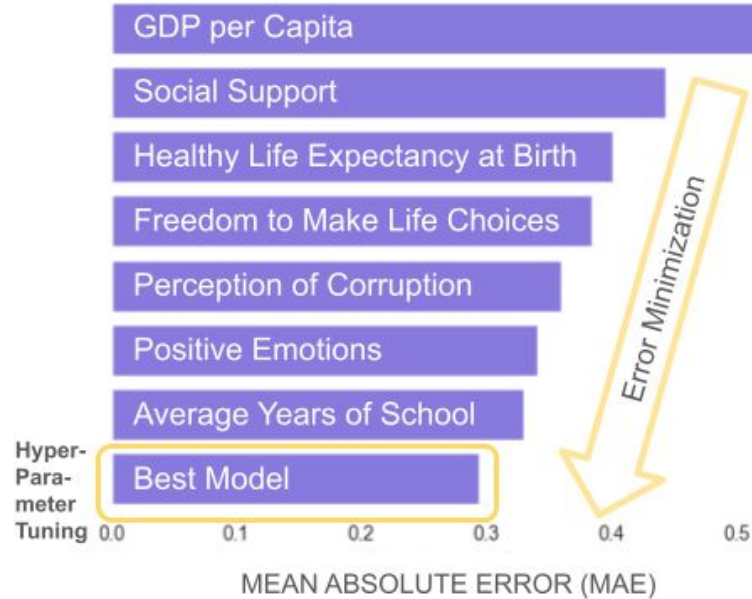 GDP per Capita
Social Support
Healthy Life Expectancy at Birth
Freedom to Make Life Choices
Perception of Corruption
Positive Emotions
Average Years of School
Best Model
Error Minimization
Hyper-
Para-
meter
Tuning
0.0 0.1 0.2 0.3 0.4 0.5
MEAN ABSOLUTE ERROR (MAE)